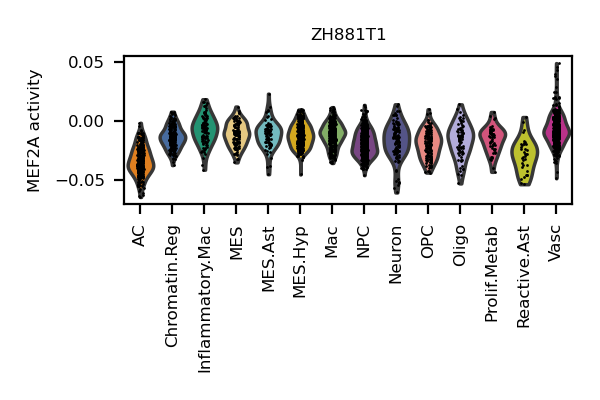 ZH881T1
MEF2A activity
0.05
0.00
−0.05
AC
Chromatin.Reg
Inflammatory.Mac
MES
MES.Ast
MES.Hyp
Mac
NPC
Neuron
OPC
Oligo
Prolif.Metab
Reactive.Ast
Vasc